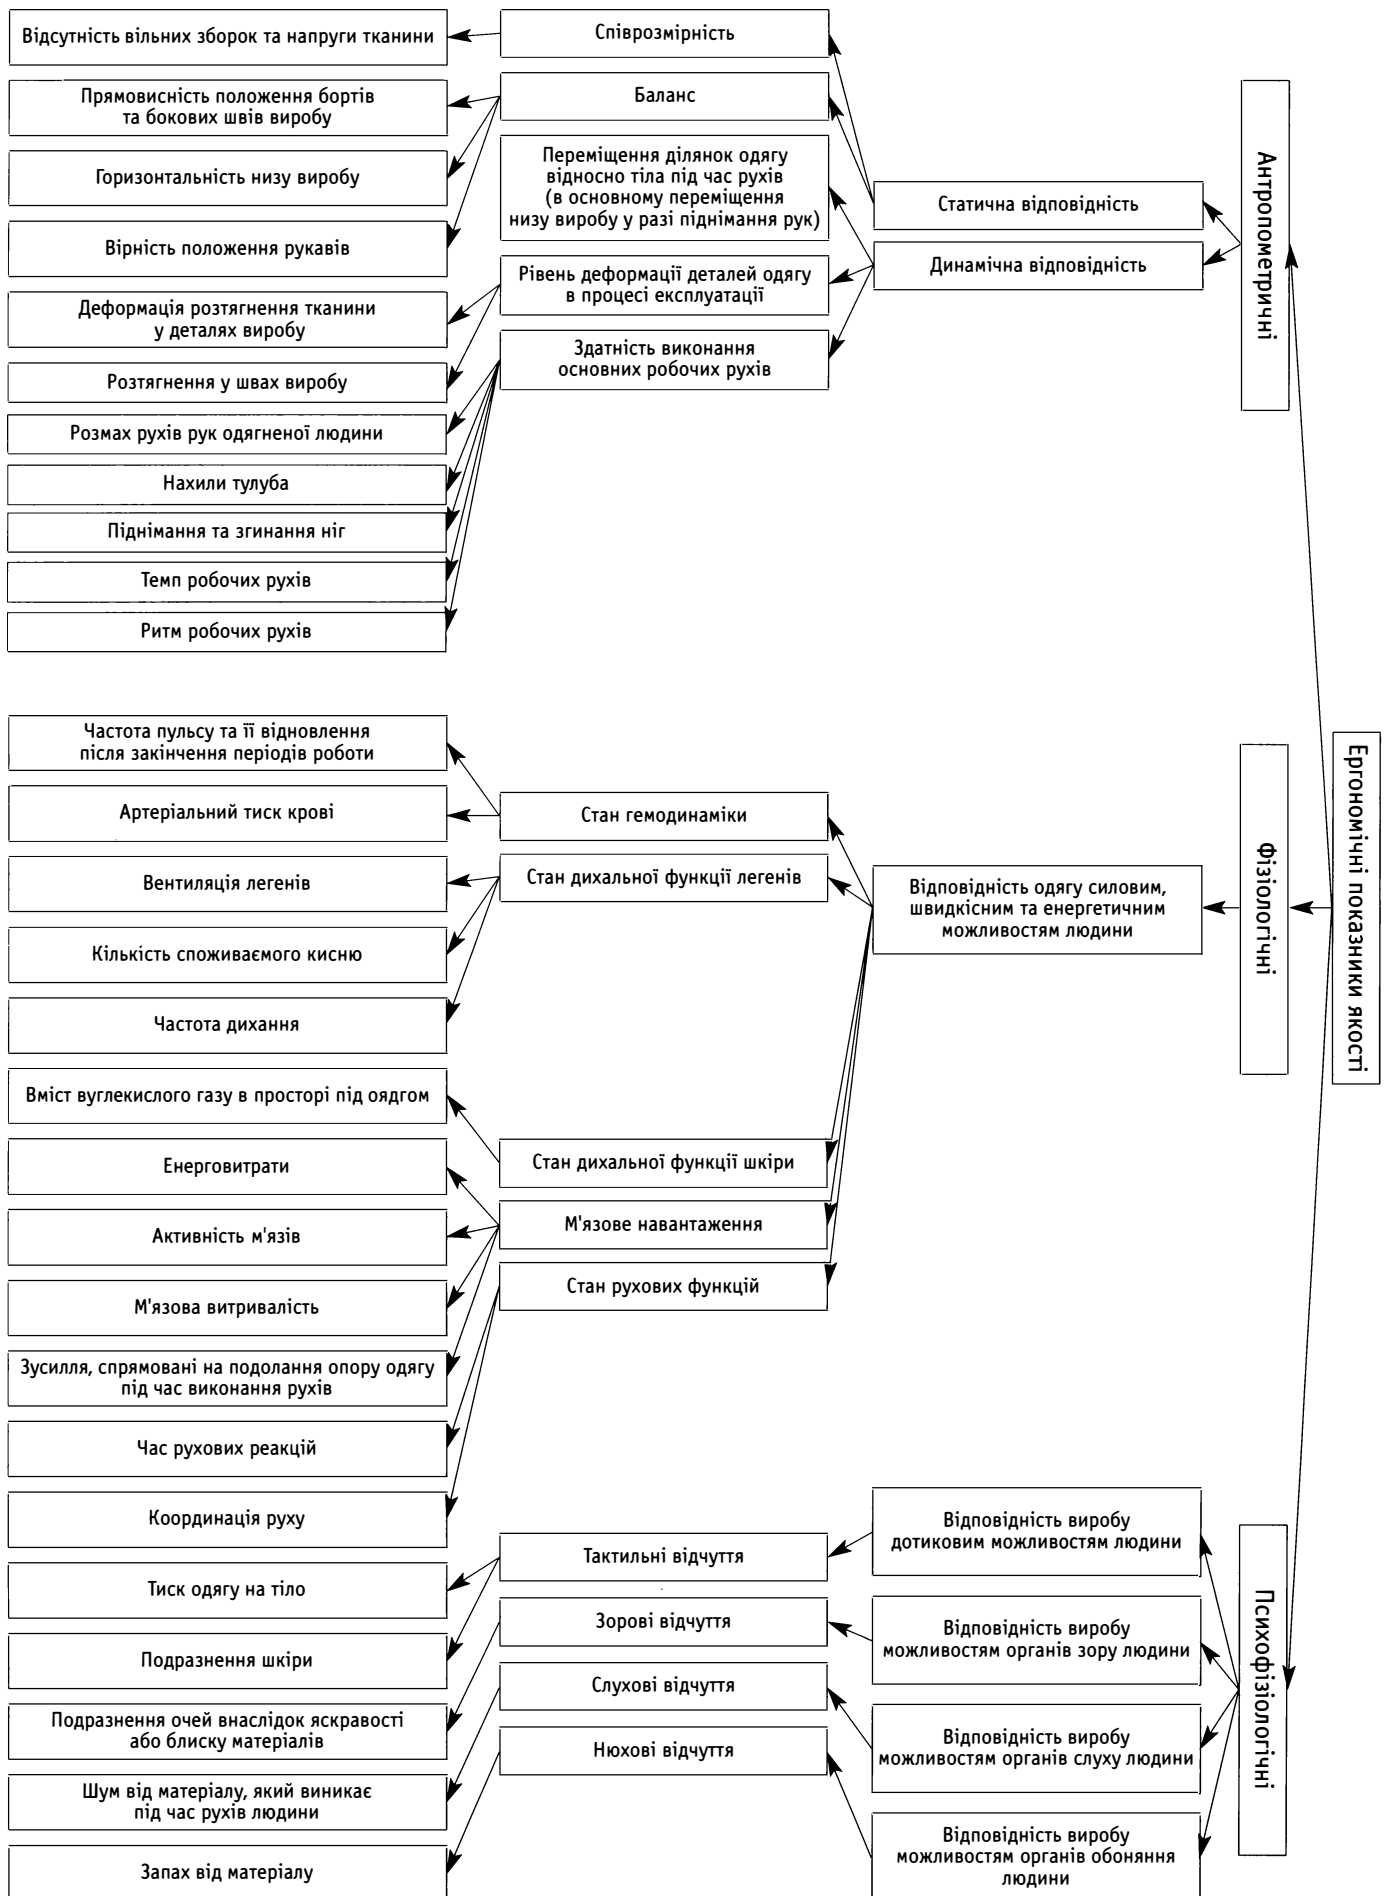 Відсутність вільних зборок та напруги тканини
Прямовисність положення бортів
та бокових швів виробу
Горизонтальність низу виробу
Вірність положення рукавів
Деформація розтягнення тканини
у деталях виробу
Розтягнення у швах виробу
Розмах рухів рук одягненої людини
Нахили тулуба
Піднімання та згинання ніг
Темп робочих рухів
Ритм робочих рухів
Частота пульсу та її відновлення
після закінчення періодів роботи
Артеріальний тиск крові
Вентиляція легенів
Кількість споживаємого кисню
Частота дихання
Вміст вуглекислого газу в просторі під оядгом
Енерговитрати
Активність м'язів
М'язова витривалість
Зусилля, спрямовані на подолання опору одягу
під час виконання рухів
Час рухових реакцій
Координація руху
Тиск одягу на тіло
Подразнення шкіри
Подразнення очей внаслідок яскравості
або блиску матеріалів
Шум від матеріалу, який виникає
під час рухів людини
Запах від матеріалу
Співрозмірність
Баланс
Переміщення ділянок одягу
відносно тіла під час рухів
(в основному переміщення
низу виробу у разі піднімання рук)
Рівень деформації деталей одягу
в процесі експлуатації
Здатність виконання
основних робочих рухів
Стан гемодинаміки
Стан дихальної функції легенів
Стан дихальної функції шкіри
М'язове навантаження
Стан рухових функцій
Тактильні відчуття
Зорові відчуття
Слухові відчуття
Нюхові відчуття
Статична відповідність
Динамічна відповідність
Відповідність одягу силовим,
швидкісним та енергетичним
можливостям людини
Відповідність виробу
дотиковим можливостям людини
Відповідність виробу
можливостям органів зору людини
Відповідність виробу
можливостям органів слуху людини
Відповідність виробу
можливостям органів обоняння
людини
Антропометричні
Фізіологічні
Психофізіологічні
Ергономічні показники якості